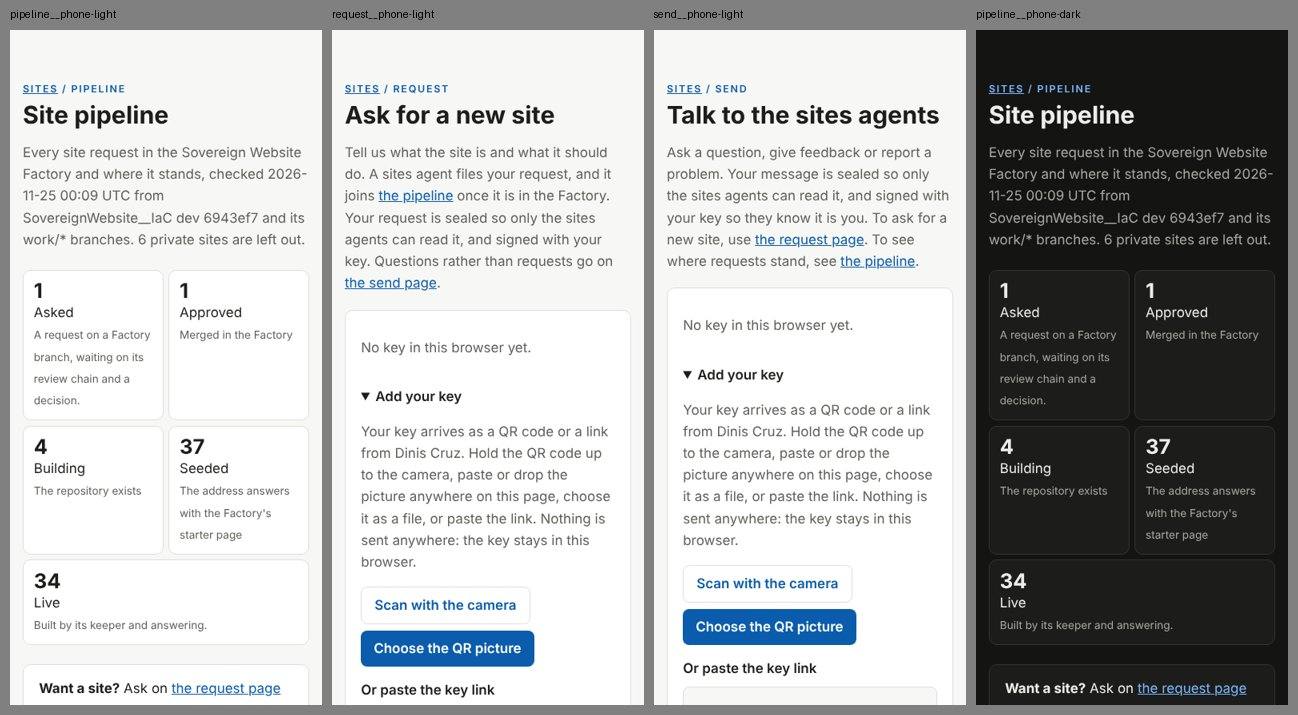 pipeline__phone-light
SITES / PIPELINE
Site pipeline
Every site request in the Sovereign Website
Factory and where it stands, checked 2026-
11-25 00:09 UTC from
SovereignWebsite__IaC dev 6943ef7 and its
work/* branches. 6 private sites are left out.
1
Asked
A request on a Factory
branch, waiting on its
review chain and a
decision.
1
Approved
Merged in the Factory
4
Building
The repository exists
37
Seeded
The address answers
with the Factory's
starter page
34
Live
Built by its keeper and answering.
Want a site? Ask on the request page
request__phone-light
SITES / REQUEST
Ask for a new site
Tell us what the site is and what it should
do. A sites agent files your request, and it
joins the pipeline once it is in the Factory.
Your request is sealed so only the sites
agents can read it, and signed with your
key. Questions rather than requests go on
the send page.
No key in this browser yet.
▼ Add your key
Your key arrives as a QR code or a link
from Dinis Cruz. Hold the QR code up
to the camera, paste or drop the
picture anywhere on this page, choose
it as a file, or paste the link. Nothing is
sent anywhere: the key stays in this
browser.
Scan with the camera
Choose the QR picture
Or paste the key link
send__phone-light
SITES / SEND
Talk to the sites agents
Ask a question, give feedback or report a
problem. Your message is sealed so only
the sites agents can read it, and signed with
your key so they know it is you. To ask for a
new site, use the request page. To see
where requests stand, see the pipeline.
No key in this browser yet.
▼ Add your key
Your key arrives as a QR code or a link
from Dinis Cruz. Hold the QR code up
to the camera, paste or drop the
picture anywhere on this page, choose
it as a file, or paste the link. Nothing is
sent anywhere: the key stays in this
browser.
Scan with the camera
Choose the QR picture
Or paste the key link
pipeline__phone-dark
SITES / PIPELINE
Site pipeline
Every site request in the Sovereign Website
Factory and where it stands, checked 2026-
11-25 00:09 UTC from
SovereignWebsite__IaC dev 6943ef7 and its
work/* branches. 6 private sites are left out.
1
Asked
A request on a Factory
branch, waiting on its
review chain and a
decision.
1
Approved
Merged in the Factory
4
Building
The repository exists
37
Seeded
The address answers
with the Factory's
starter page
34
Live
Built by its keeper and answering.
Want a site? Ask on the request page